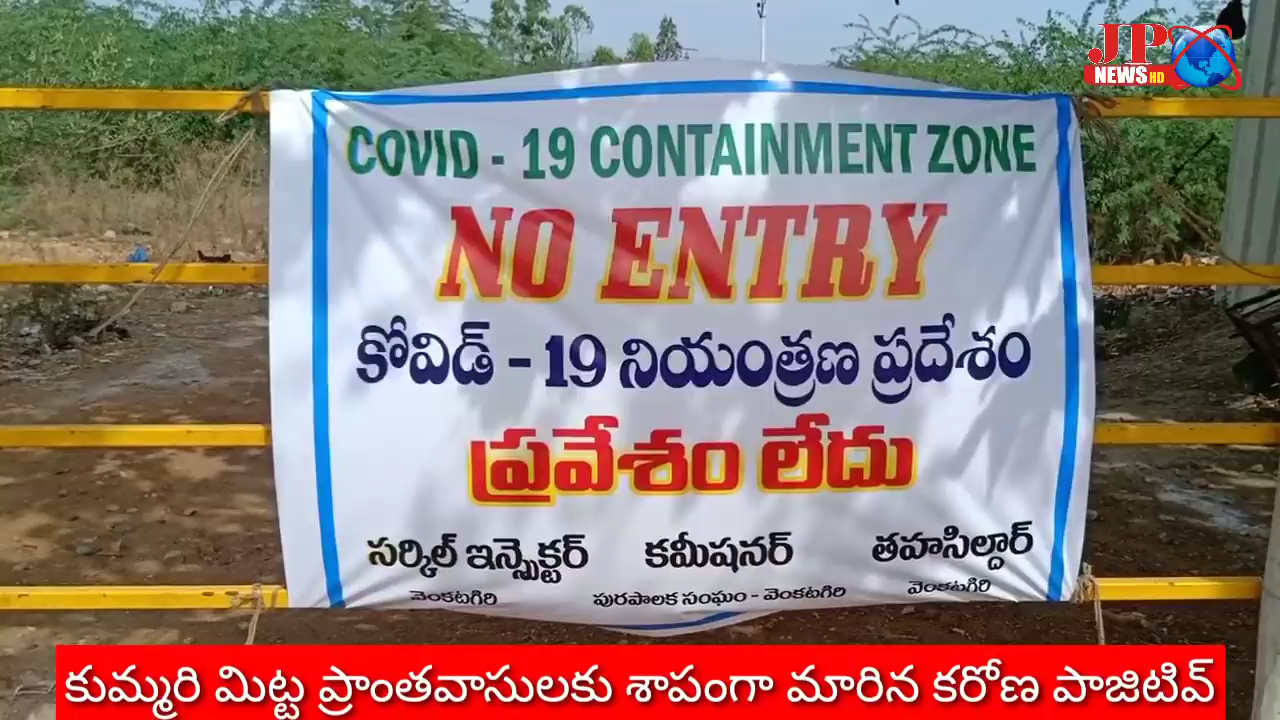 JP
NEWS HD
COVID - 19 CONTAINMENT ZONE
NO ENTRY
కోవిడ్ - 19 నియంత్రణ ప్రదేశం
ప్రవేశం లేదు
సర్కిల్ ఇన్స్పెక్టర్ కమీషనర్ తహసిల్దార్
వెంకటగిరి పురపాలక సంఘం - వెంకటగిరి వెంకటగిరి
కుమ్మరి మిట్ట ప్రాంతవాసులకు శాపంగా మారిన కరోణ పాజిటివ్